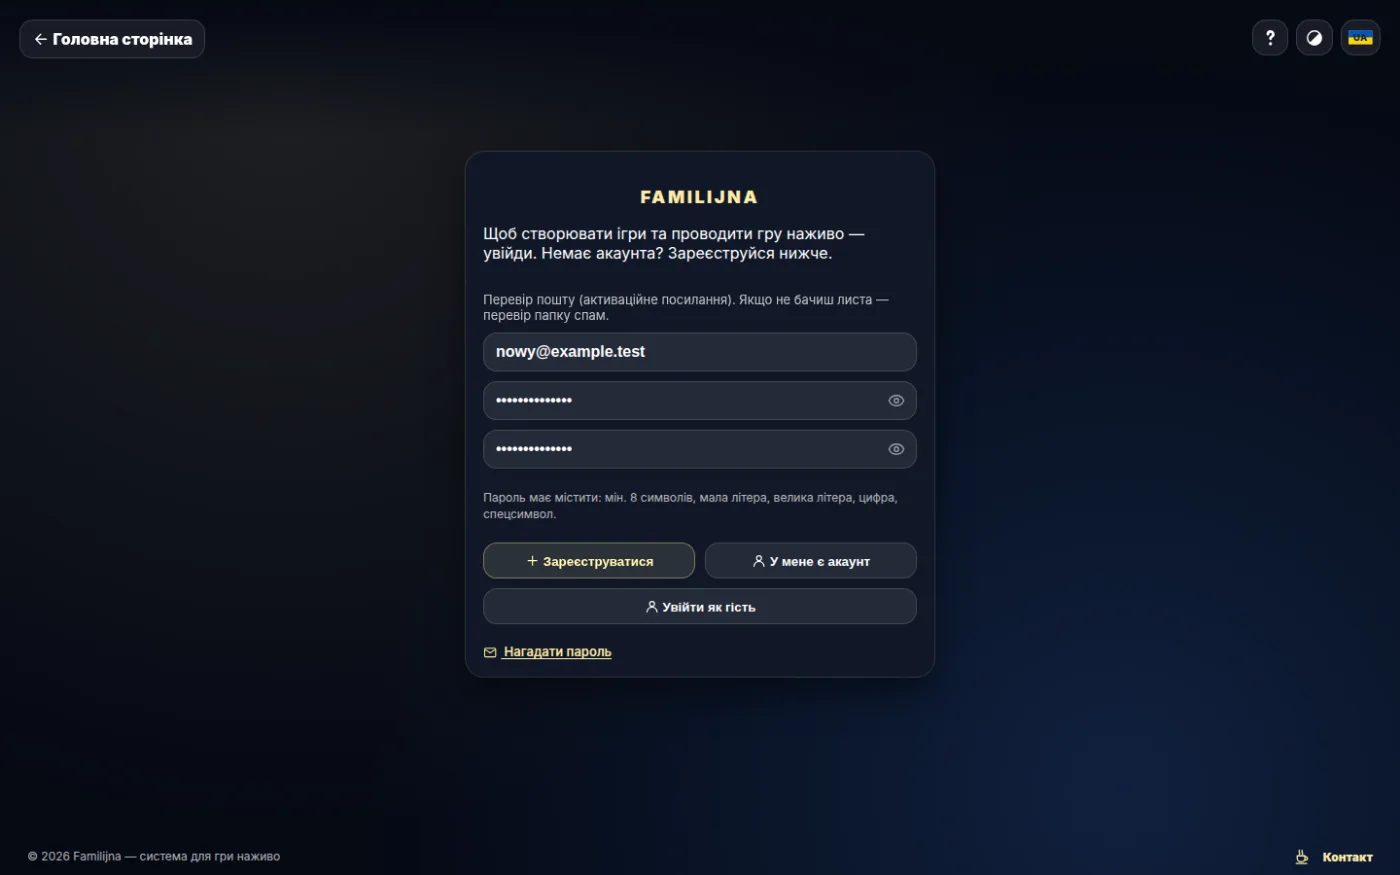 ← Головна сторінка
?
UA
FAMILIJNA
Щоб створювати ігри та проводити гру наживо —
увійди. Немає акаунта? Зареєструйся нижче.
Перевір пошту (активаційне посилання). Якщо не бачиш листа —
перевір папку спам.
nowy@example.test
••••••••••••••
••••••••••••••
Пароль має містити: мін. 8 символів, мала літера, велика літера, цифра,
спецсимвол.
+ Зареєструватися
У мене є акаунт
Увійти як гість
Нагадати пароль
© 2026 Familijna — система для гри наживо
Контакт